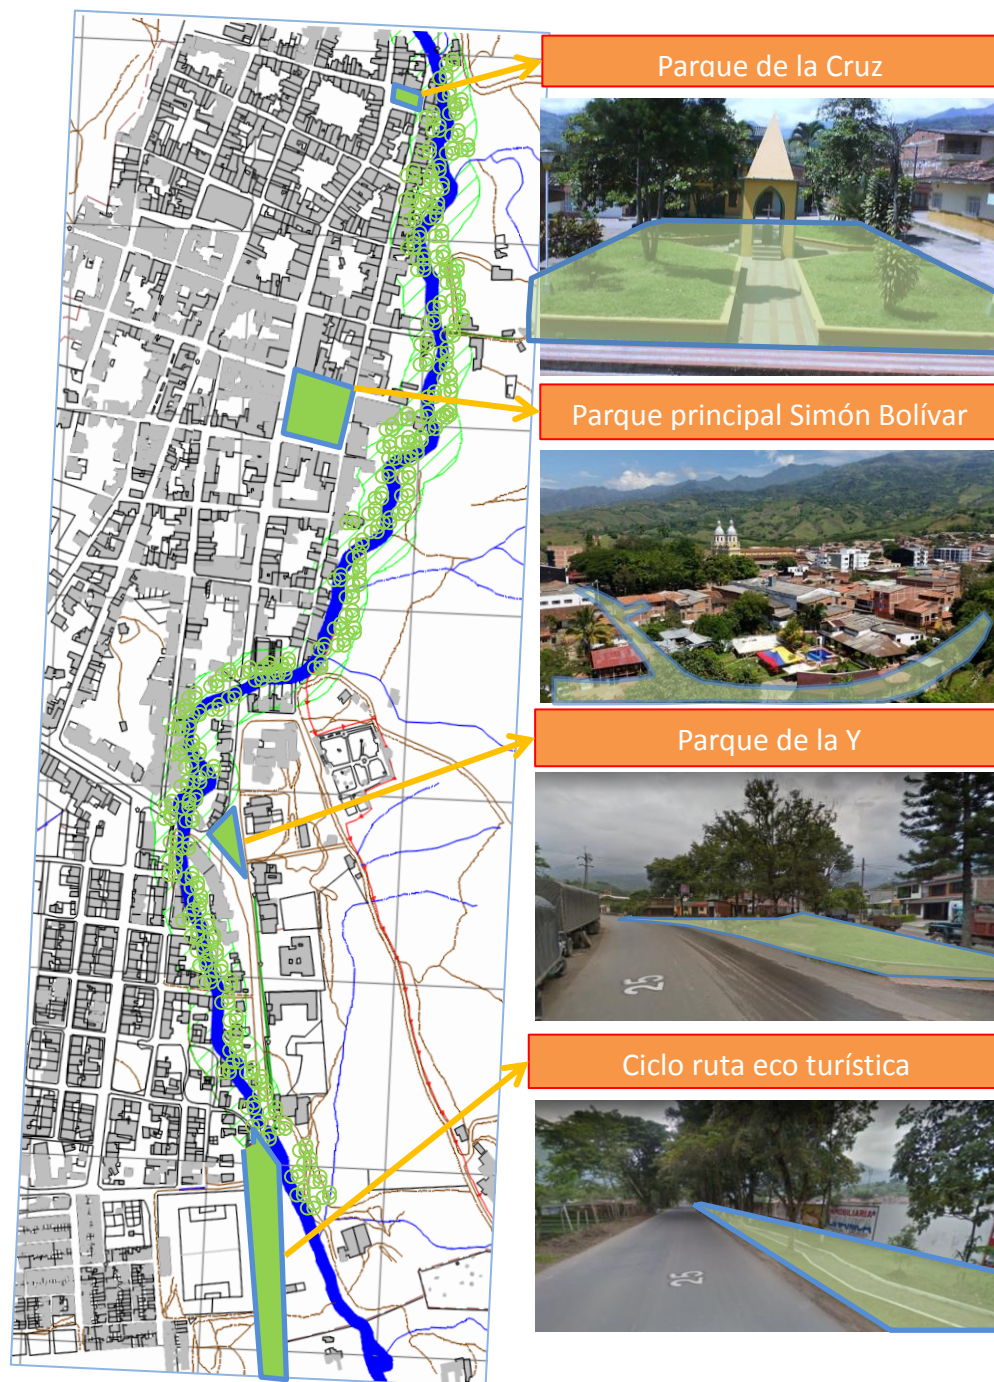 Parque de la Cruz
Parque principal Simón Bolívar
Parque de la Y
25
Ciclo ruta eco turística
25